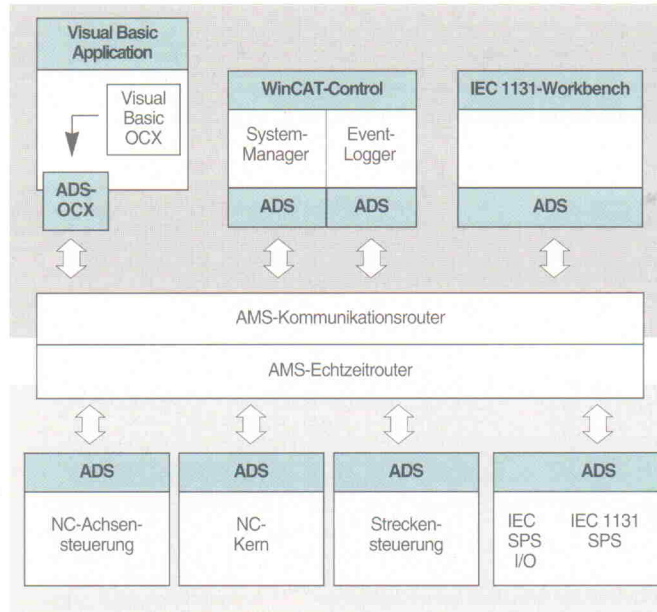 Visual Basic
Application
Visual
Basic
OCX
ADS-
OCX
WinCAT-Control
System-
Manager
Event-
Logger
ADS
ADS
IEC 1131-Workbench
ADS
AMS-Kommunikationsrouter
AMS-Echtzeitrouter
ADS
NC-Achsen-
steuerung
ADS
NC-
Kern
ADS
Strecken-
steuerung
ADS
IEC
SPS
I/O
IEC 1131
SPS